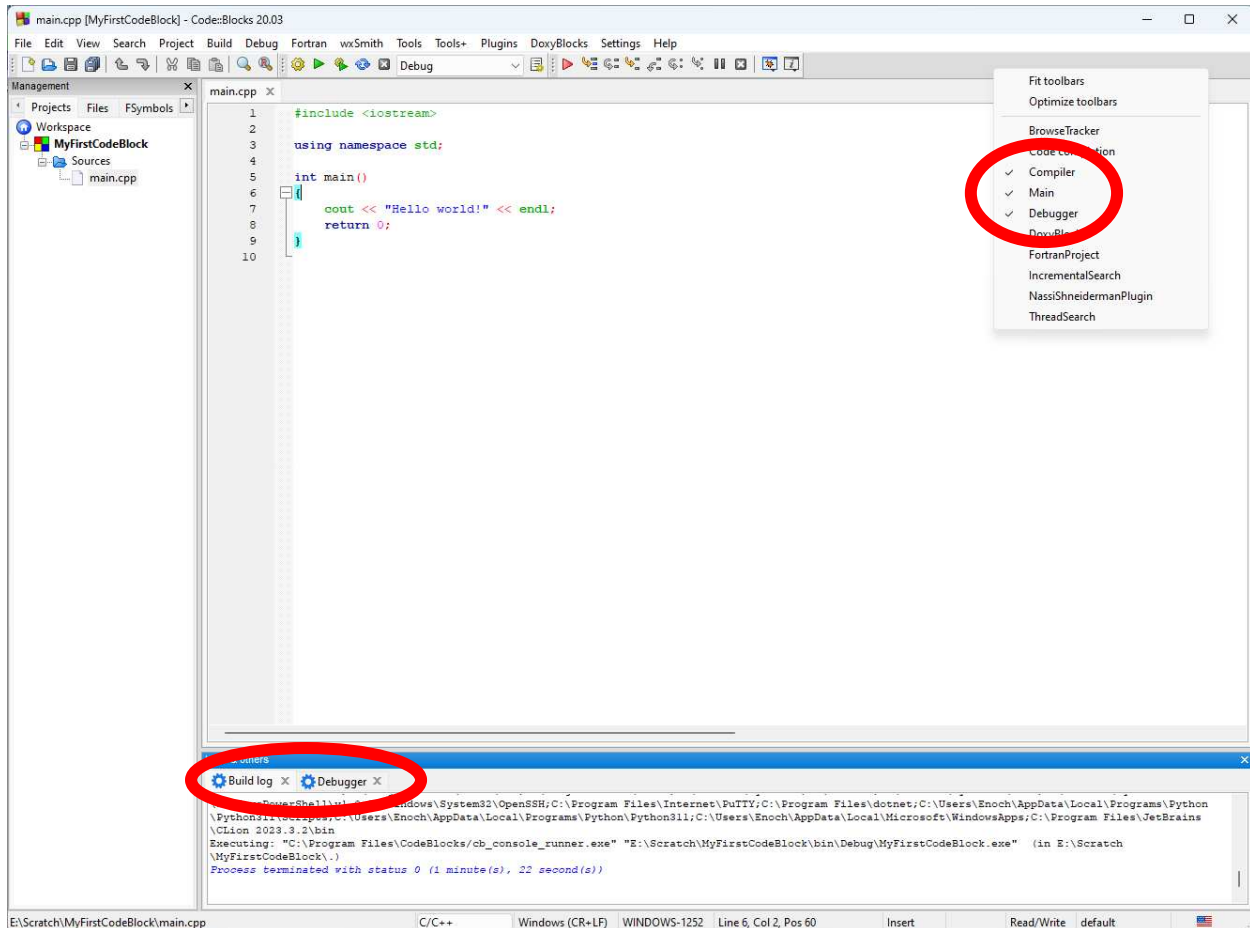 main.cpp [MyFirstCodeBlock] - Code::Blocks 20.03
File Edit View Search Project Build Debug Fortran wxSmith Tools Tools+ Plugins DoxyBlocks Settings Help
Debug
Management
Projects Files FSymbols
Workspace
MyFirstCodeBlock
Sources
main.cpp
main.cpp
1 #include <iostream>
2
3 using namespace std;
4
5 int main()
6 {
7 cout << "Hello world!" << endl;
8 return 0;
9 }
10
Fit toolbars
Optimize toolbars
BrowseTracker
Code completion
Compiler
Main
Debugger
FortranProject
IncrementalSearch
NassiShneidermanPlugin
ThreadSearch
others
Build log Debugger
\System32\OpenSSH;C:\Program Files\Internet\PuTTY;C:\Program Files\dotnet;C:\Users\Enoch\AppData\Local\Programs\Python
\Python311\Scripts;C:\Users\Enoch\AppData\Local\Programs\Python\Python311;C:\Users\Enoch\AppData\Local\Microsoft\WindowsApps;C:\Program Files\JetBrains
\CLion 2023.3.2\bin
Executing: "C:\Program Files\CodeBlocks/cb_console_runner.exe" "E:\Scratch\MyFirstCodeBlock\bin\Debug\MyFirstCodeBlock.exe" (in E:\Scratch
\MyFirstCodeBlock\.)
Process terminated with status 0 (1 minute(s), 22 second(s))
E:\Scratch\MyFirstCodeBlock\main.cpp C/C++ Windows (CR+LF) WINDOWS-1252 Line 6, Col 2, Pos 60 Insert Read/Write default